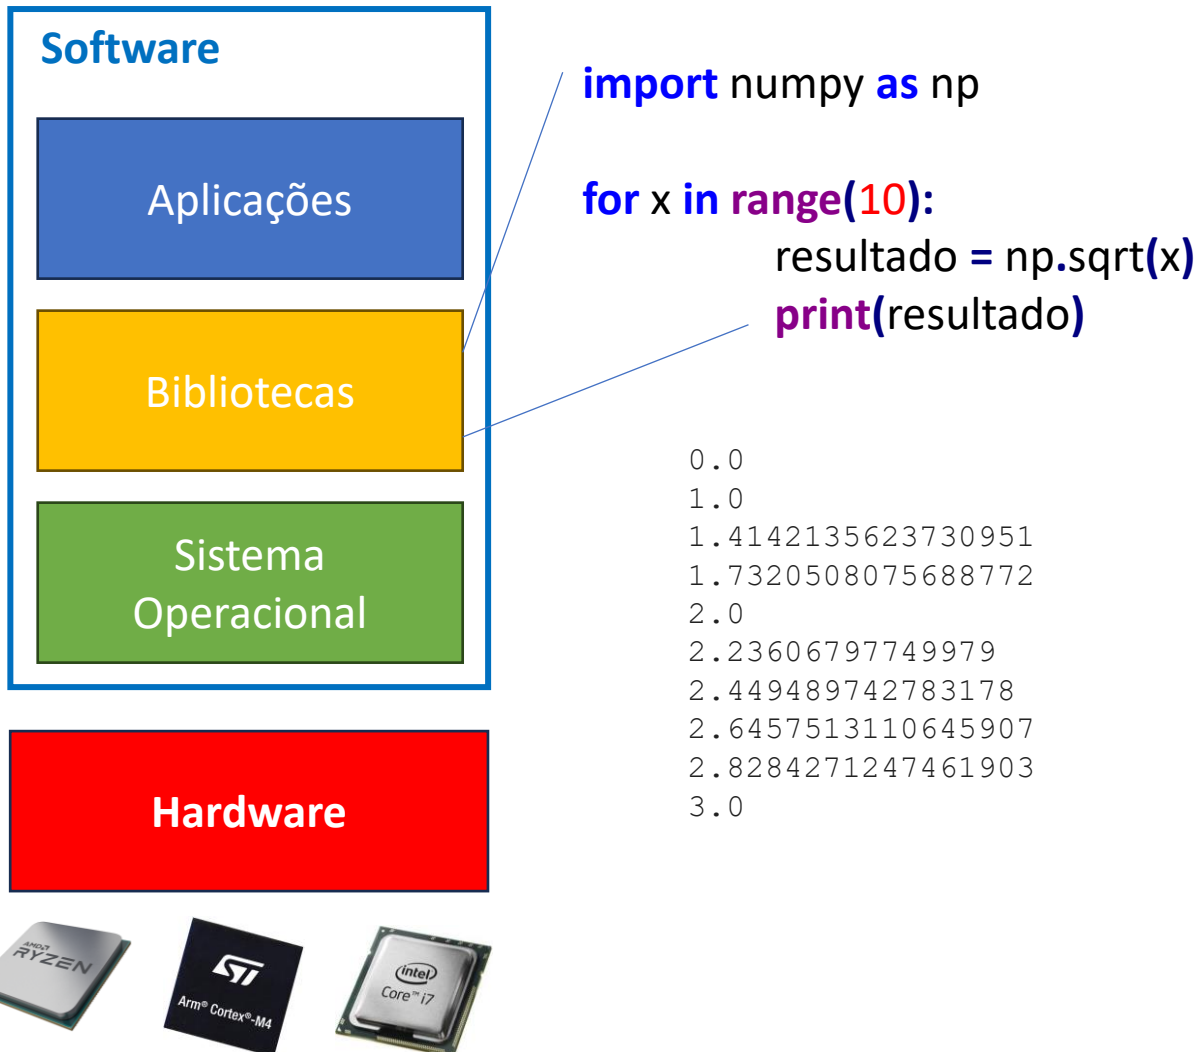 Software
Aplicações
Bibliotecas
Sistema
Operacional
Hardware
AMD
RYZEN
ST
Arm® Cortex®-M4
intel
Core™ i7
import numpy as np
for x in range(10):
resultado = np.sqrt(x)
print(resultado)
0.0
1.0
1.4142135623730951
1.7320508075688772
2.0
2.23606797749979
2.449489742783178
2.6457513110645907
2.8284271247461903
3.0